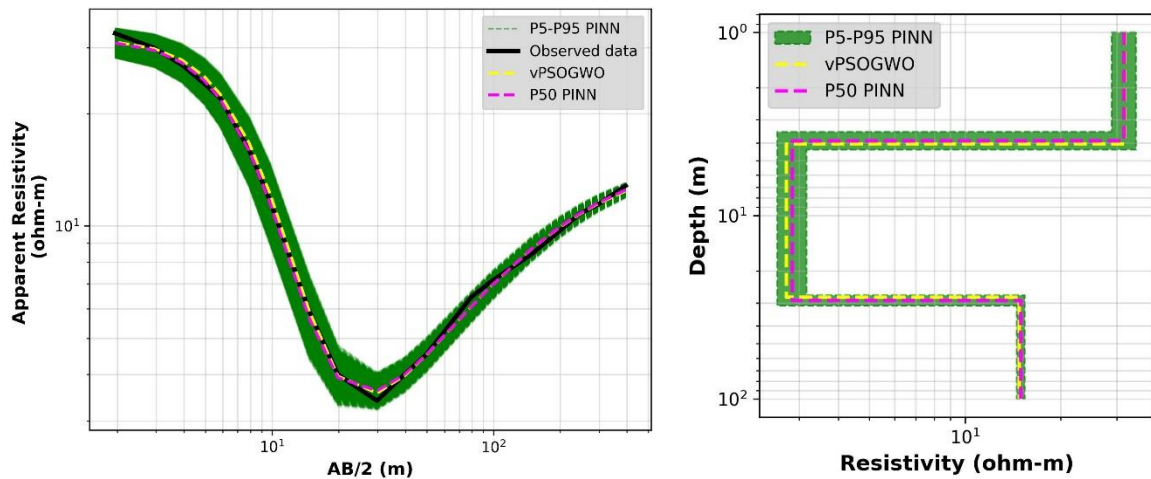 P5-P95 PINN
Observed data
vPSOGWO
P50 PINN
Apparent Resistivity
(ohm-m)
10¹
10¹
10²
AB/2 (m)
P5-P95 PINN
vPSOGWO
P50 PINN
Depth (m)
10⁰
10¹
10²
10¹
Resistivity (ohm-m)